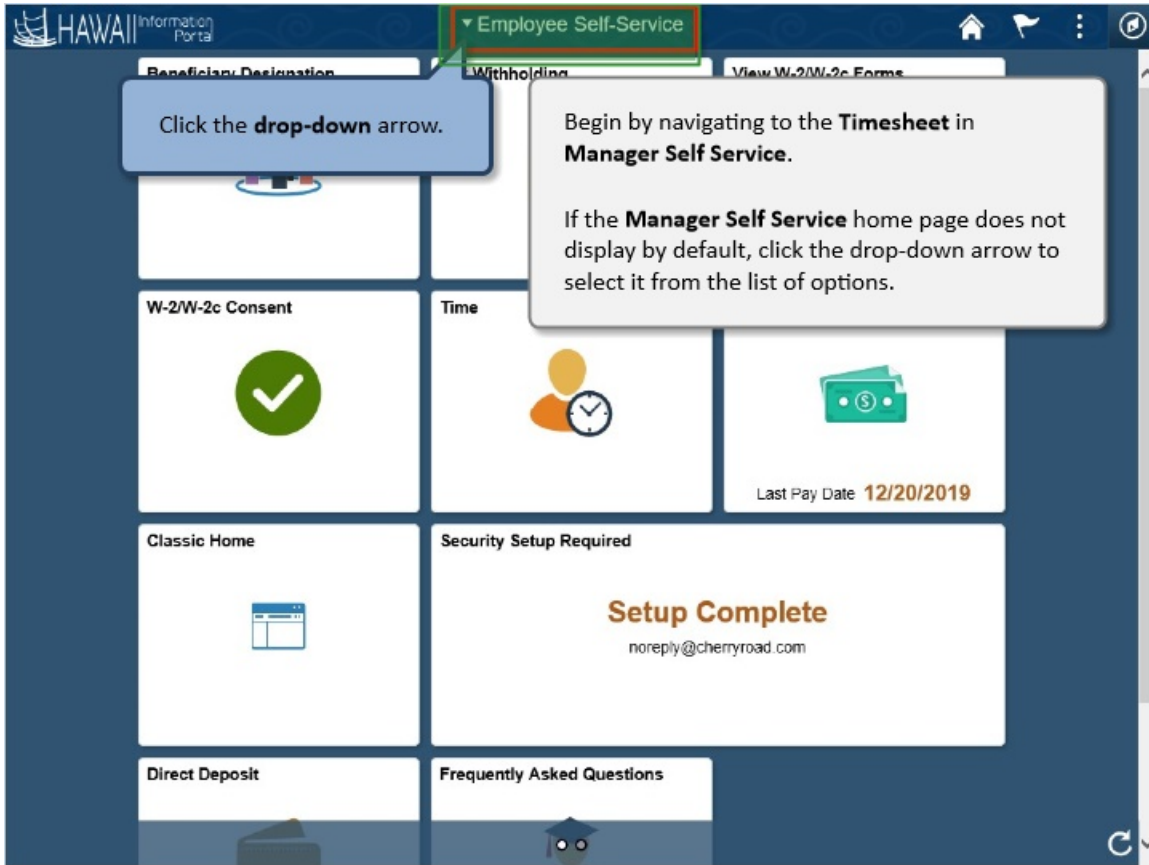 HAWAII Information
Portal
Employee Self-Service
Beneficiary Designation
Withholding
View W-2/W-2c Forms
Click the drop-down arrow.
Begin by navigating to the Timesheet in
Manager Self Service.
If the Manager Self Service home page does not
display by default, click the drop-down arrow to
select it from the list of options.
W-2/W-2c Consent
Time
Last Pay Date 12/20/2019
Classic Home
Security Setup Required
Setup Complete
noreply@cherryroad.com
Direct Deposit
Frequently Asked Questions